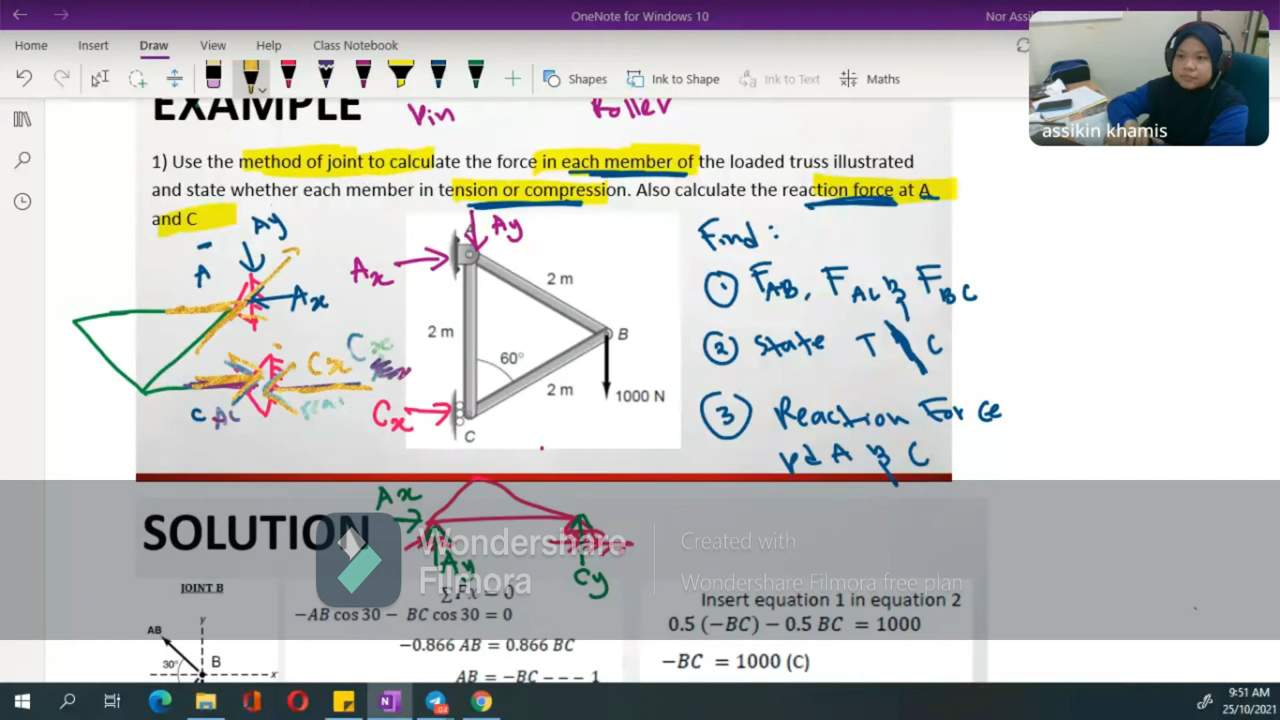 OneNote for Windows 10
Nor Assi
Home Insert Draw View Help Class Notebook
Shapes Ink to Shape Ink to Text Maths
assikin khamis
EXAMPLE
Pin Roller
1) Use the method of joint to calculate the force in each member of the loaded truss illustrated
and state whether each member in tension or compression. Also calculate the reaction force at A
and C
Ay
A
Ax
Cx
Cx
Ay
Ax
2 m
2 m
B
60°
2 m
1000 N
Cx
C
Find:
1 FAB, FAC & FBC
2 State T \ C
3 Reaction Force
pd A & C
SOLUTION
Ax
Ay
Cy
Wondershare
Filmora
Created with
Wondershare Filmora free plan
JOINT B
y
AB
30°
B
x
ΣFx = 0
−AB cos 30 − BC cos 30 = 0
−0.866 AB = 0.866 BC
AB = −BC −−− 1
Insert equation 1 in equation 2
0.5 (−BC) − 0.5 BC = 1000
−BC = 1000 (C)
9:51 AM
25/10/2021